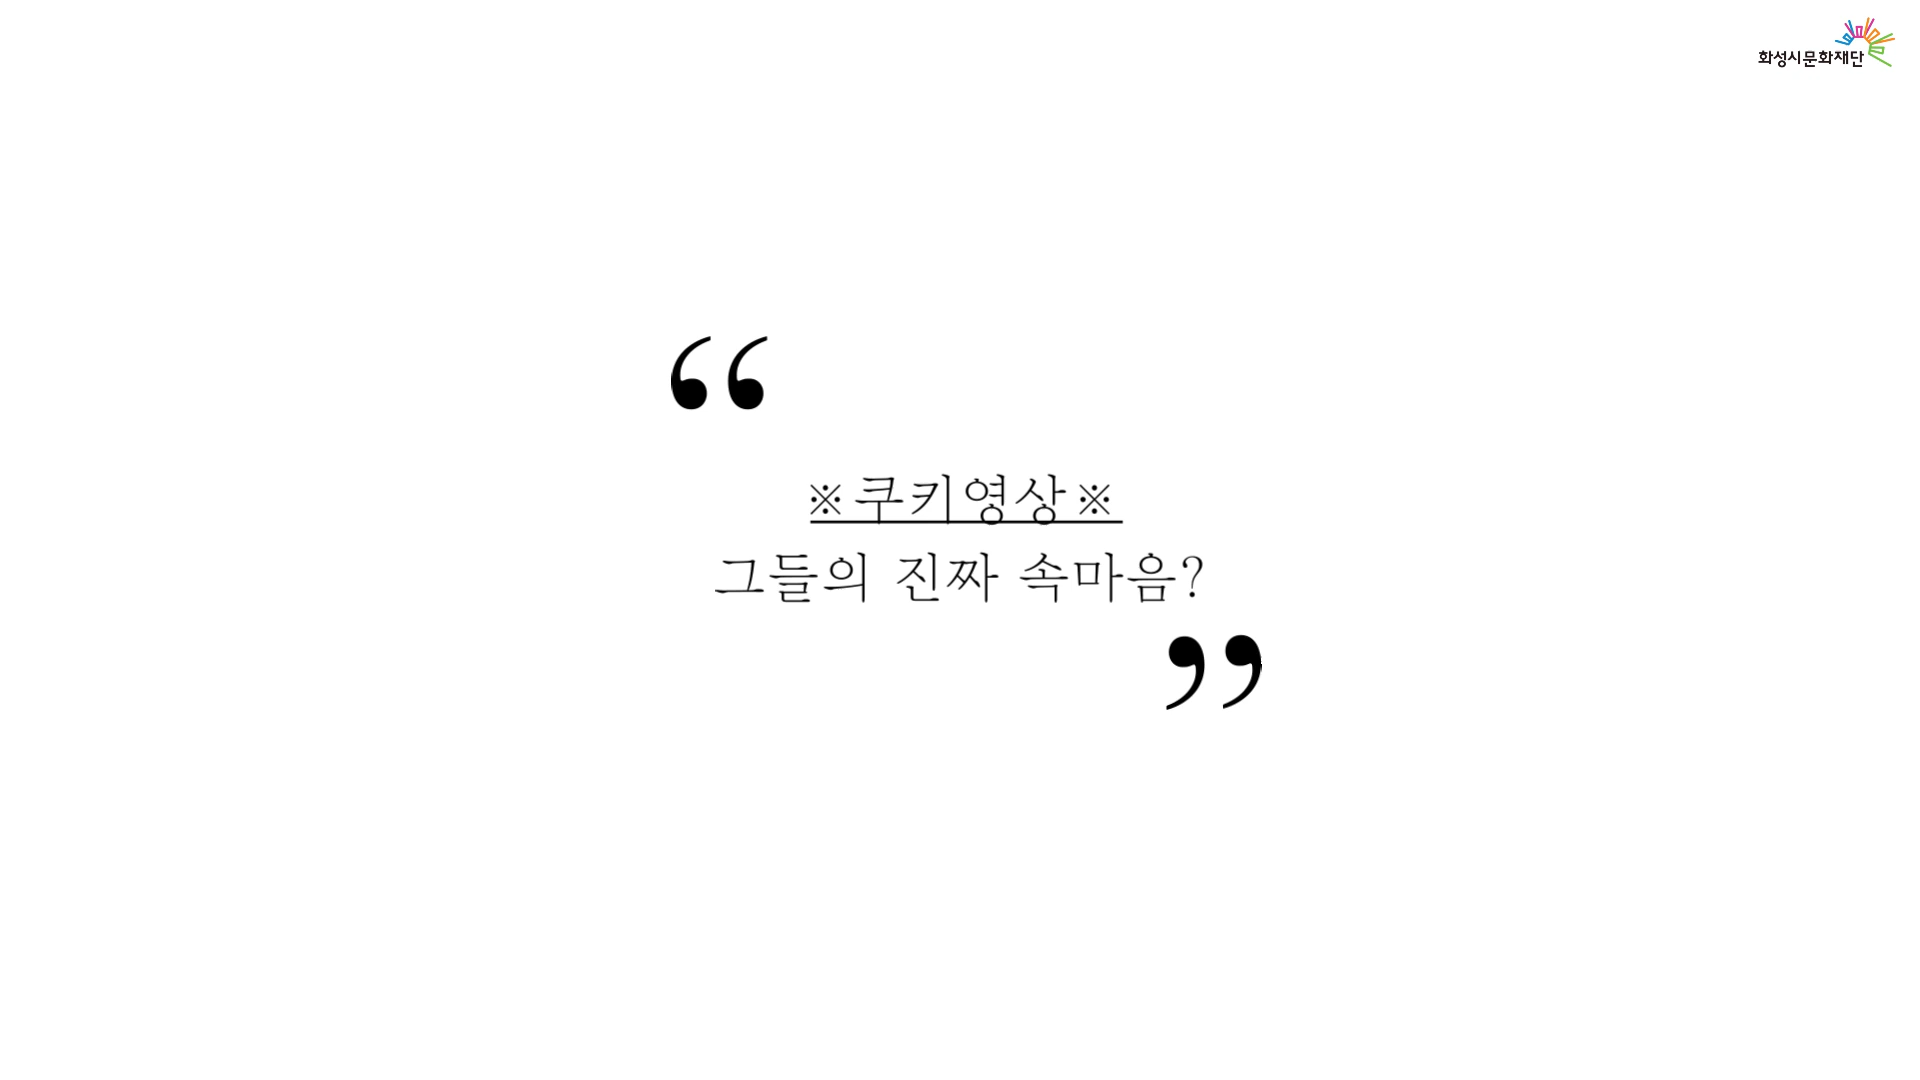 화성시문화재단
“
※쿠키영상※
그들의 진짜 속마음?
”